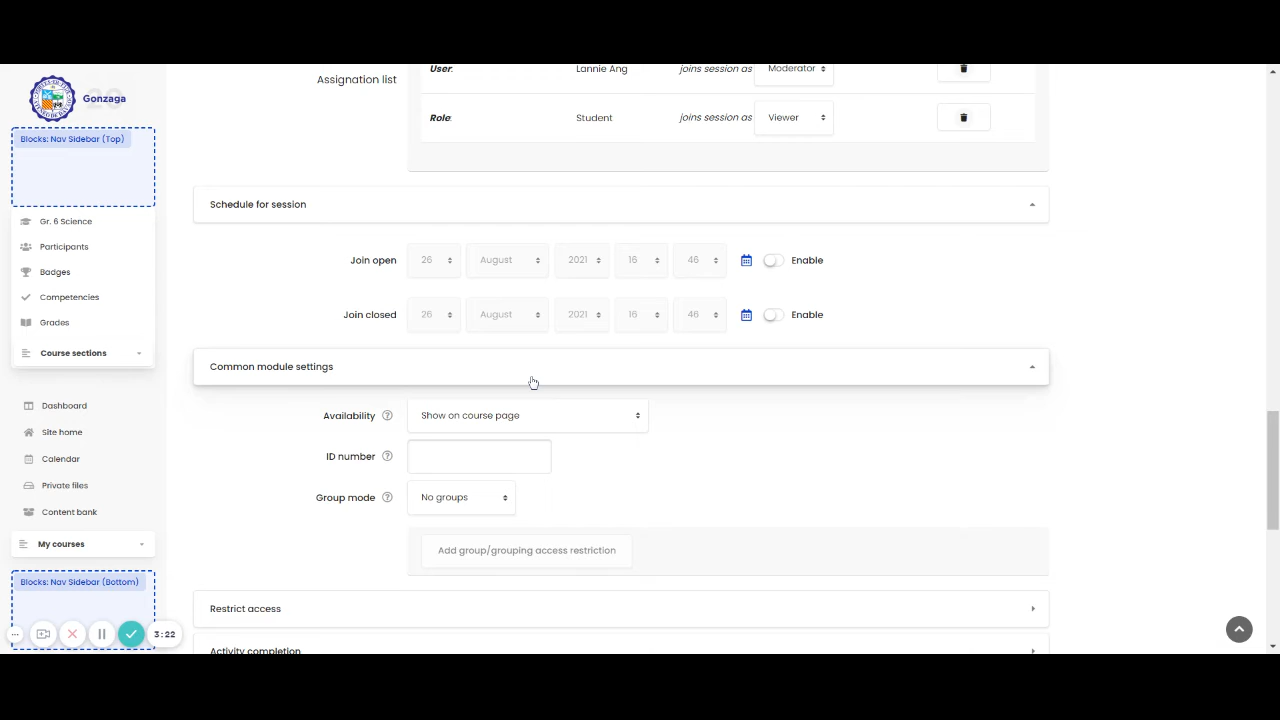 Gonzaga
Blocks: Nav Sidebar (Top)
Gr. 6 Science
Participants
Badges
Competencies
Grades
Course sections
Dashboard
Site home
Calendar
Private files
Content bank
My courses
Blocks: Nav Sidebar (Bottom)
3:22
Assignation list
User: Lannie Ang joins session as Moderator
Role: Student joins session as Viewer
Schedule for session
Join open 26 August 2021 16 46 Enable
Join closed 26 August 2021 16 46 Enable
Common module settings
Availability ? Show on course page
ID number ?
Group mode ? No groups
Add group/grouping access restriction
Restrict access
Activity completion